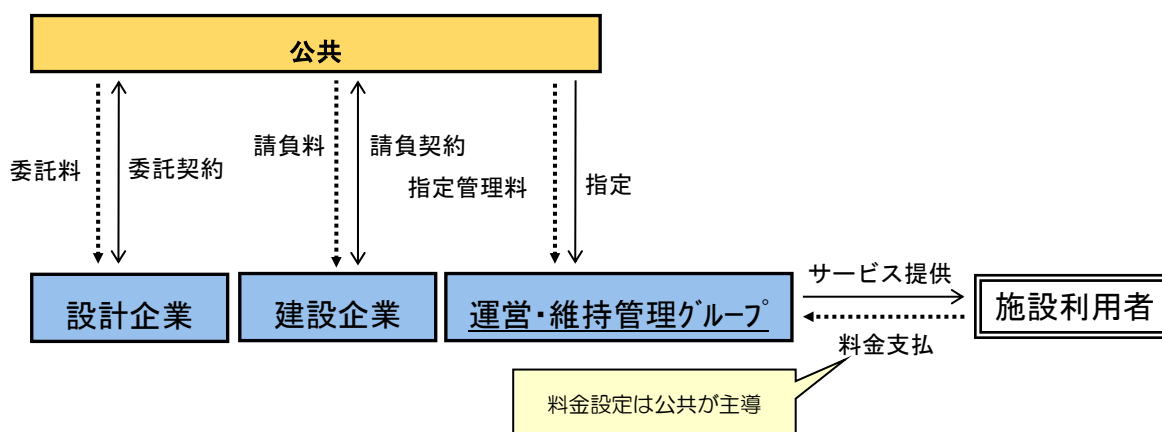 公共
委託料
委託契約
請負料
請負契約
指定管理料
指定
設計企業
建設企業
運営・維持管理ｸﾞﾙｰﾌﾟ
サービス提供
施設利用者
料金支払
料金設定は公共が主導